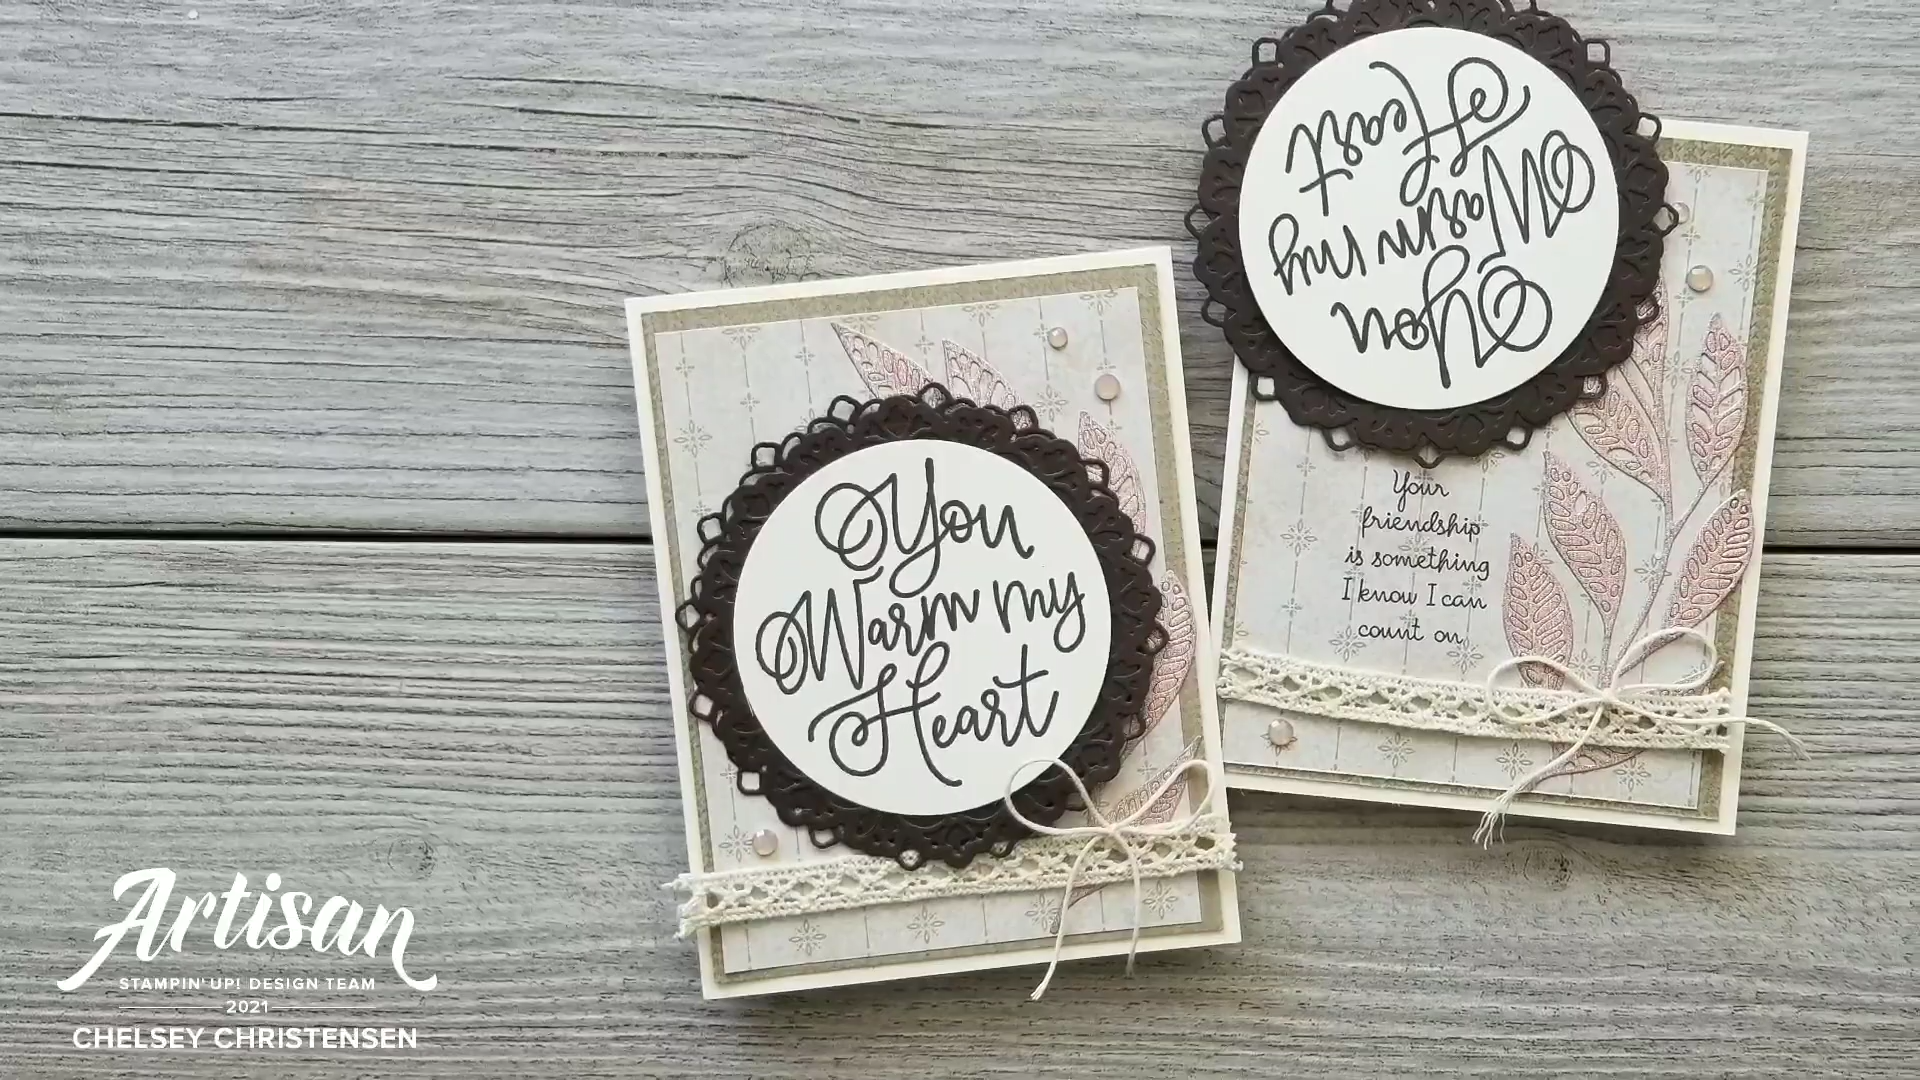 You
Warm my
Heart
You
Warm my
Heart
Your
friendship
is something
I know I can
count on.
Artisan
STAMPIN' UP! DESIGN TEAM
2021
CHELSEY CHRISTENSEN